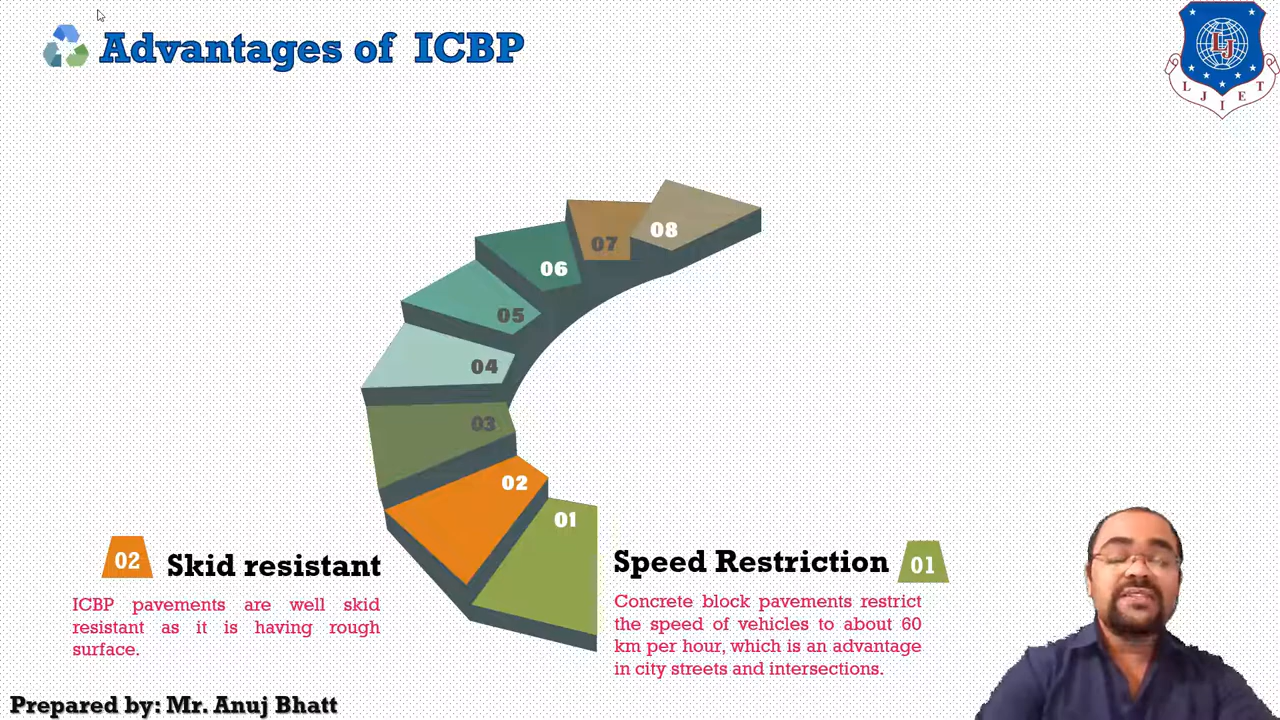 Advantages of ICBP
LJIET
08
07
06
05
04
03
02
01
02 Skid resistant
ICBP pavements are well skid
resistant as it is having rough
surface.
Speed Restriction 01
Concrete block pavements restrict
the speed of vehicles to about 60
km per hour, which is an advantage
in city streets and intersections.
Prepared by: Mr. Anuj Bhatt